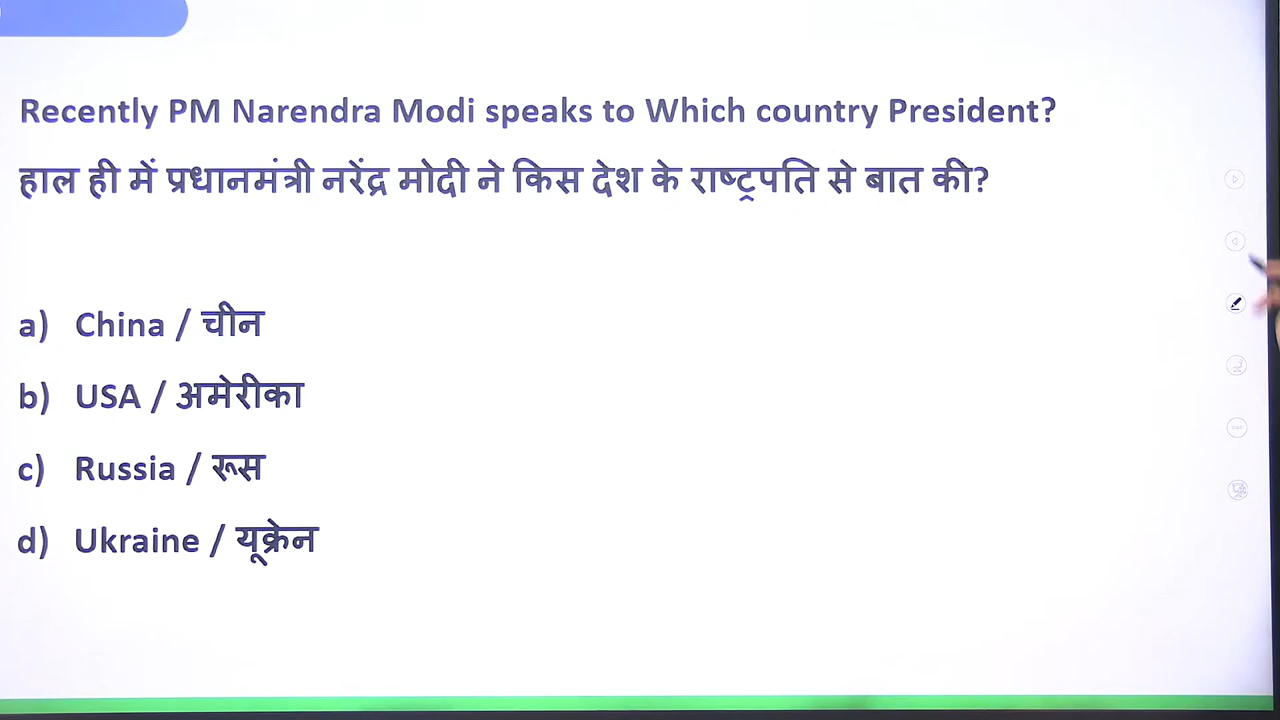 Recently PM Narendra Modi speaks to Which country President?
हाल ही में प्रधानमंत्री नरेंद्र मोदी ने किस देश के राष्ट्रपति से बात की?
a) China / चीन
b) USA / अमेरीका
c) Russia / रूस
d) Ukraine / यूक्रेन